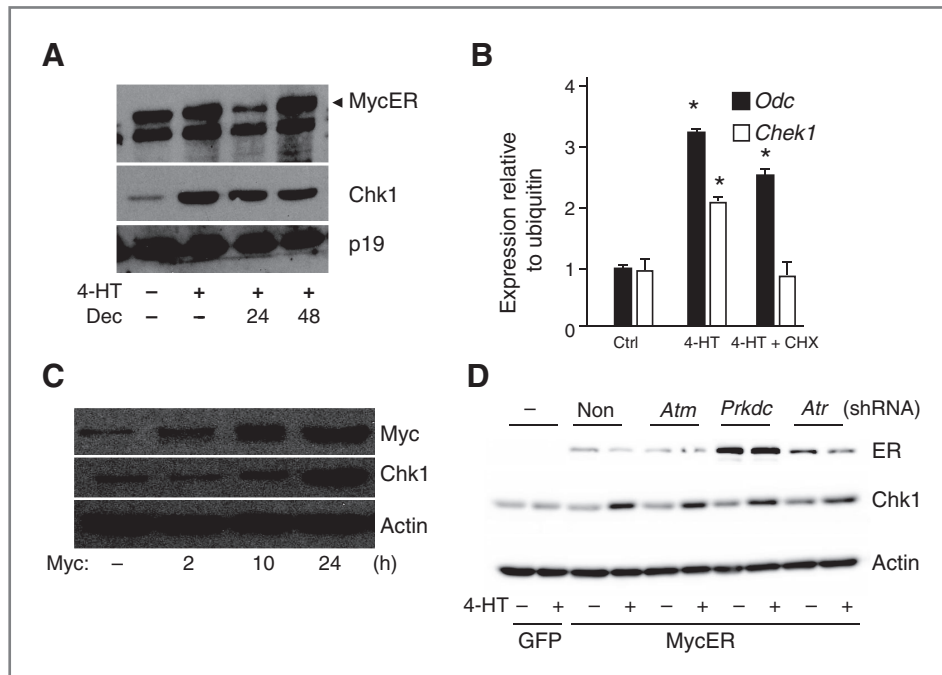 A
MycER
Chk1
p19
4-HT – + + +
Dec – – 24 48
B
Expression relative
to ubiquitin
4
3
2
1
0
* * *
Odc
Chek1
Ctrl 4-HT 4-HT + CHX
C
Myc
Chk1
Actin
Myc: – 2 10 24 (h)
D
– Non Atm Prkdc Atr (shRNA)
ER
Chk1
Actin
4-HT – + – + – + – + – +
GFP MycER